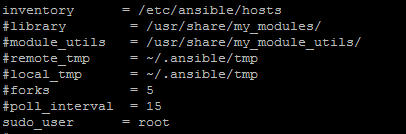 inventory      = /etc/ansible/hosts
#library        = /usr/share/my_modules/
#module_utils   = /usr/share/my_module_utils/
#remote_tmp     = ~/.ansible/tmp
#local_tmp      = ~/.ansible/tmp
#forks          = 5
#poll_interval  = 15
sudo_user      = root